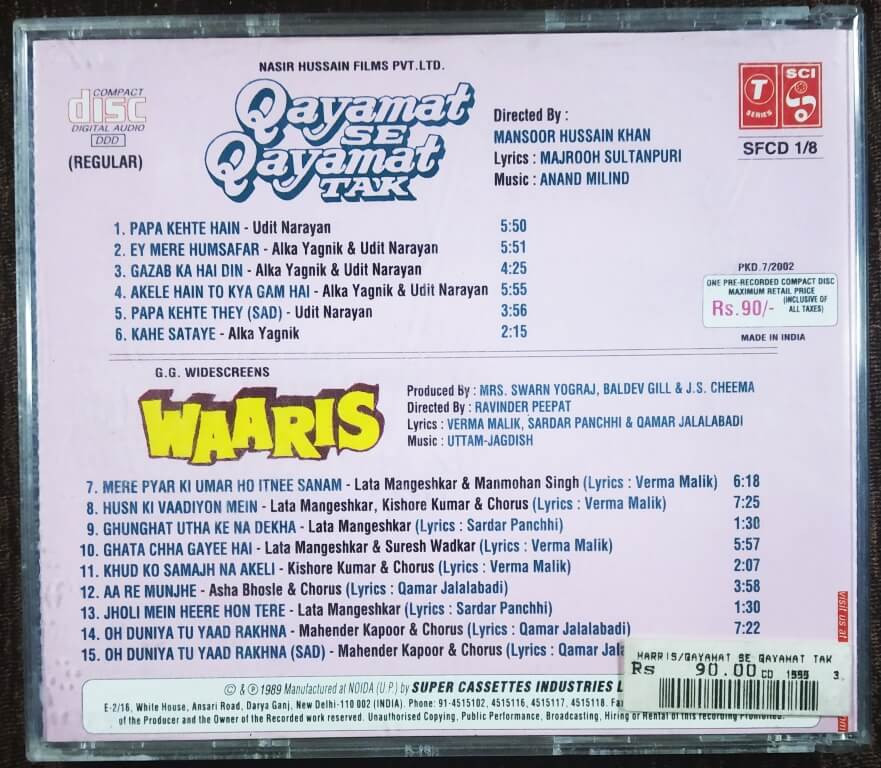 NASIR HUSSAIN FILMS PVT.LTD.
COMPACT
disc
DIGITAL AUDIO
DDD
(REGULAR)
Qayamat
SE
Qayamat
TAK
Directed By :
MANSOOR HUSSAIN KHAN
Lyrics : MAJROOH SULTANPURI
Music : ANAND MILIND
T
SERIES
SCI
SFCD 1/8
1. PAPA KEHTE HAIN - Udit Narayan 5:50
2. EY MERE HUMSAFAR - Alka Yagnik & Udit Narayan 5:51
3. GAZAB KA HAI DIN - Alka Yagnik & Udit Narayan 4:25
4. AKELE HAIN TO KYA GAM HAI - Alka Yagnik & Udit Narayan 5:55
5. PAPA KEHTE THEY (SAD) - Udit Narayan 3:56
6. KAHE SATAYE - Alka Yagnik 2:15
PKD.7/2002
ONE PRE-RECORDED COMPACT DISC
MAXIMUM RETAIL PRICE
Rs.90/- (INCLUSIVE OF
ALL TAXES)
MADE IN INDIA
G.G. WIDESCREENS
WAARIS
Produced By : MRS. SWARN YOGRAJ, BALDEV GILL & J.S. CHEEMA
Directed By : RAVINDER PEEPAT
Lyrics : VERMA MALIK, SARDAR PANCHHI & QAMAR JALALABADI
Music : UTTAM-JAGDISH
7. MERE PYAR KI UMAR HO ITNEE SANAM - Lata Mangeshkar & Manmohan Singh (Lyrics : Verma Malik) 6:18
8. HUSN KI VAADIYON MEIN - Lata Mangeshkar, Kishore Kumar & Chorus (Lyrics : Verma Malik) 7:25
9. GHUNGHAT UTHA KE NA DEKHA - Lata Mangeshkar (Lyrics : Sardar Panchhi) 1:30
10. GHATA CHHA GAYEE HAI - Lata Mangeshkar & Suresh Wadkar (Lyrics : Verma Malik) 5:57
11. KHUD KO SAMAJH NA AKELI - Kishore Kumar & Chorus (Lyrics : Verma Malik) 2:07
12. AA RE MUNJHE - Asha Bhosle & Chorus (Lyrics : Qamar Jalalabadi) 3:58
13. JHOLI MEIN HEERE HON TERE - Lata Mangeshkar (Lyrics : Sardar Panchhi) 1:30
14. OH DUNIYA TU YAAD RAKHNA - Mahender Kapoor & Chorus (Lyrics : Qamar Jalalabadi) 7:22
15. OH DUNIYA TU YAAD RAKHNA (SAD) - Mahender Kapoor & Chorus (Lyrics : Qamar Jala
visit us at
HARRIS/QAYAHAT SE QAYAHAT TAK
Rs 90.00 CD 1555 3.
© & ℗ 1989 Manufactured at NOIDA (U.P.) by SUPER CASSETTES INDUSTRIES L
E-2/16, White House, Ansari Road, Darya Ganj, New Delhi-110 002 (INDIA). Phone: 91-4515102, 4515116, 4515117, 4515118. Fax
of the Producer and the Owner of the Recorded work reserved. Unauthorised Copying, Public Performance, Broadcasting, Hiring or Rental of this recording Prohibited.